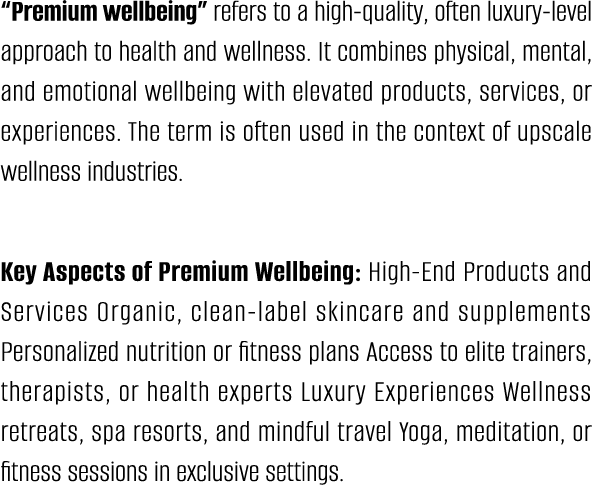 “Premium wellbeing” refers to a high-quality, often luxury-level
approach to health and wellness. It combines physical, mental,
and emotional wellbeing with elevated products, services, or
experiences. The term is often used in the context of upscale
wellness industries.
Key Aspects of Premium Wellbeing: High-End Products and
Services Organic, clean-label skincare and supplements
Personalized nutrition or fitness plans Access to elite trainers,
therapists, or health experts Luxury Experiences Wellness
retreats, spa resorts, and mindful travel Yoga, meditation, or
fitness sessions in exclusive settings.